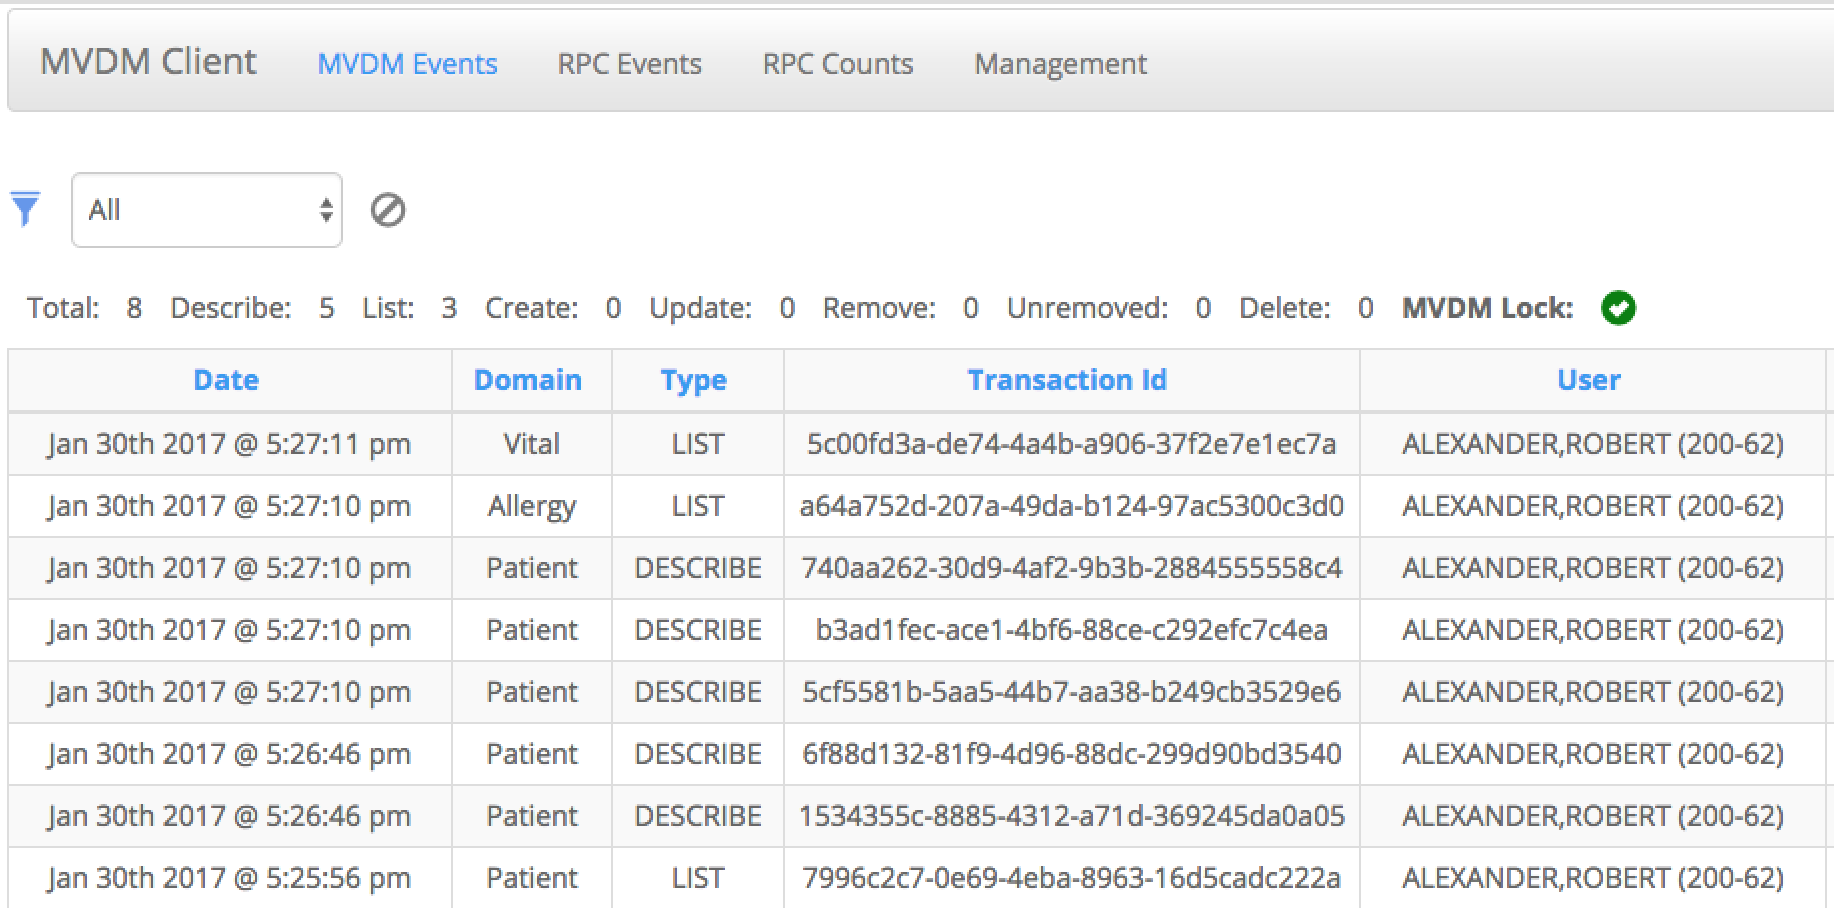 MVDM Client MVDM Events RPC Events RPC Counts Management
All
Total: 8 Describe: 5 List: 3 Create: 0 Update: 0 Remove: 0 Unremoved: 0 Delete: 0 MVDM Lock:
Date Domain Type Transaction Id User
Jan 30th 2017 @ 5:27:11 pm Vital LIST 5c00fd3a-de74-4a4b-a906-37f2e7e1ec7a ALEXANDER,ROBERT (200-62)
Jan 30th 2017 @ 5:27:10 pm Allergy LIST a64a752d-207a-49da-b124-97ac5300c3d0 ALEXANDER,ROBERT (200-62)
Jan 30th 2017 @ 5:27:10 pm Patient DESCRIBE 740aa262-30d9-4af2-9b3b-2884555558c4 ALEXANDER,ROBERT (200-62)
Jan 30th 2017 @ 5:27:10 pm Patient DESCRIBE b3ad1fec-ace1-4bf6-88ce-c292efc7c4ea ALEXANDER,ROBERT (200-62)
Jan 30th 2017 @ 5:27:10 pm Patient DESCRIBE 5cf5581b-5aa5-44b7-aa38-b249cb3529e6 ALEXANDER,ROBERT (200-62)
Jan 30th 2017 @ 5:26:46 pm Patient DESCRIBE 6f88d132-81f9-4d96-88dc-299d90bd3540 ALEXANDER,ROBERT (200-62)
Jan 30th 2017 @ 5:26:46 pm Patient DESCRIBE 1534355c-8885-4312-a71d-369245da0a05 ALEXANDER,ROBERT (200-62)
Jan 30th 2017 @ 5:25:56 pm Patient LIST 7996c2c7-0e69-4eba-8963-16d5cadc222a ALEXANDER,ROBERT (200-62)